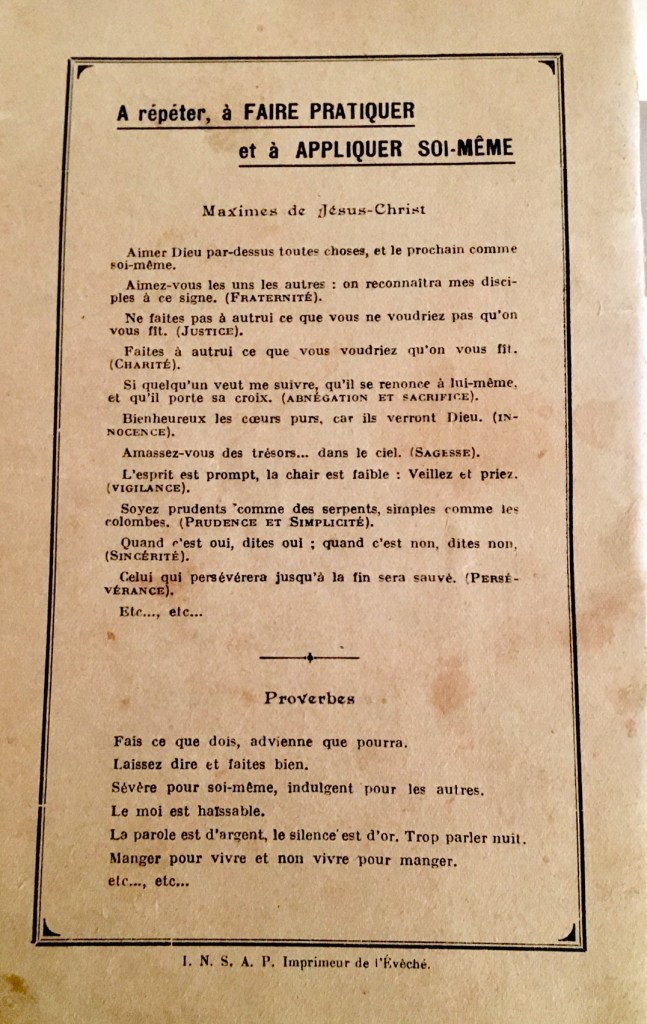 A répéter, à FAIRE PRATIQUER
et à APPLIQUER SOI-MÊME
Maximes de Jésus-Christ
Aimer Dieu par-dessus toutes choses, et le prochain comme
soi-même.
Aimez-vous les uns les autres : on reconnaîtra mes disci-
ples à ce signe. (FRATERNITÉ).
Ne faites pas à autrui ce que vous ne voudriez pas qu'on
vous fît. (JUSTICE).
Faites à autrui ce que vous voudriez qu'on vous fît.
(CHARITÉ).
Si quelqu'un veut me suivre, qu'il se renonce à lui-même,
et qu'il porte sa croix. (ABNÉGATION ET SACRIFICE).
Bienheureux les cœurs purs, car ils verront Dieu. (IN-
NOCENCE).
Amassez-vous des trésors... dans le ciel. (SAGESSE).
L'esprit est prompt, la chair est faible : Veillez et priez.
(VIGILANCE).
Soyez prudents comme des serpents, simples comme les
colombes. (PRUDENCE ET SIMPLICITÉ).
Quand c'est oui, dites oui ; quand c'est non, dites non,
(SINCÉRITÉ).
Celui qui persévérera jusqu'à la fin sera sauvé. (PERSÉ-
VÉRANCE).
Etc..., etc...
Proverbes
Fais ce que dois, advienne que pourra.
Laissez dire et faites bien.
Sévère pour soi-même, indulgent pour les autres.
Le moi est haïssable.
La parole est d'argent, le silence est d'or. Trop parler nuit.
Manger pour vivre et non vivre pour manger.
etc..., etc...
I. N. S. A. P. Imprimeur de l'Évêché.